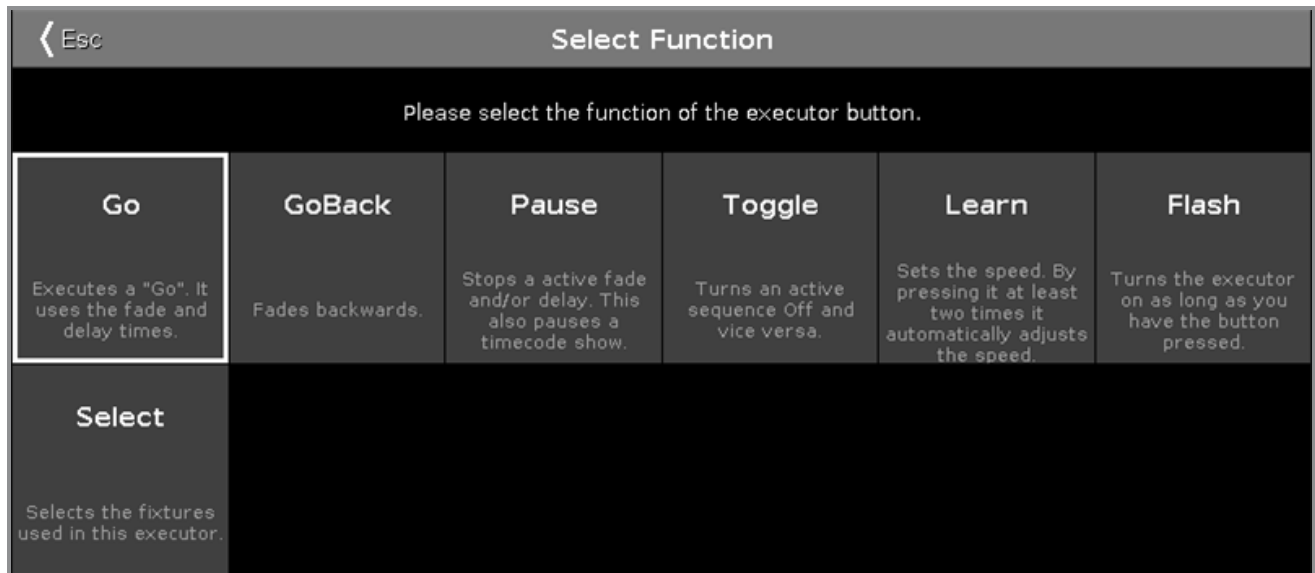 Esc
Select Function
Please select the function of the executor button.
Go
Executes a "Go". It
uses the fade and
delay times.
GoBack
Fades backwards.
Pause
Stops a active fade
and/or delay. This
also pauses a
timecode show.
Toggle
Turns an active
sequence Off and
vice versa.
Learn
Sets the speed. By
pressing it at least
two times it
automatically adjusts
the speed.
Flash
Turns the executor
on as long as you
have the button
pressed.
Select
Selects the fixtures
used in this executor.